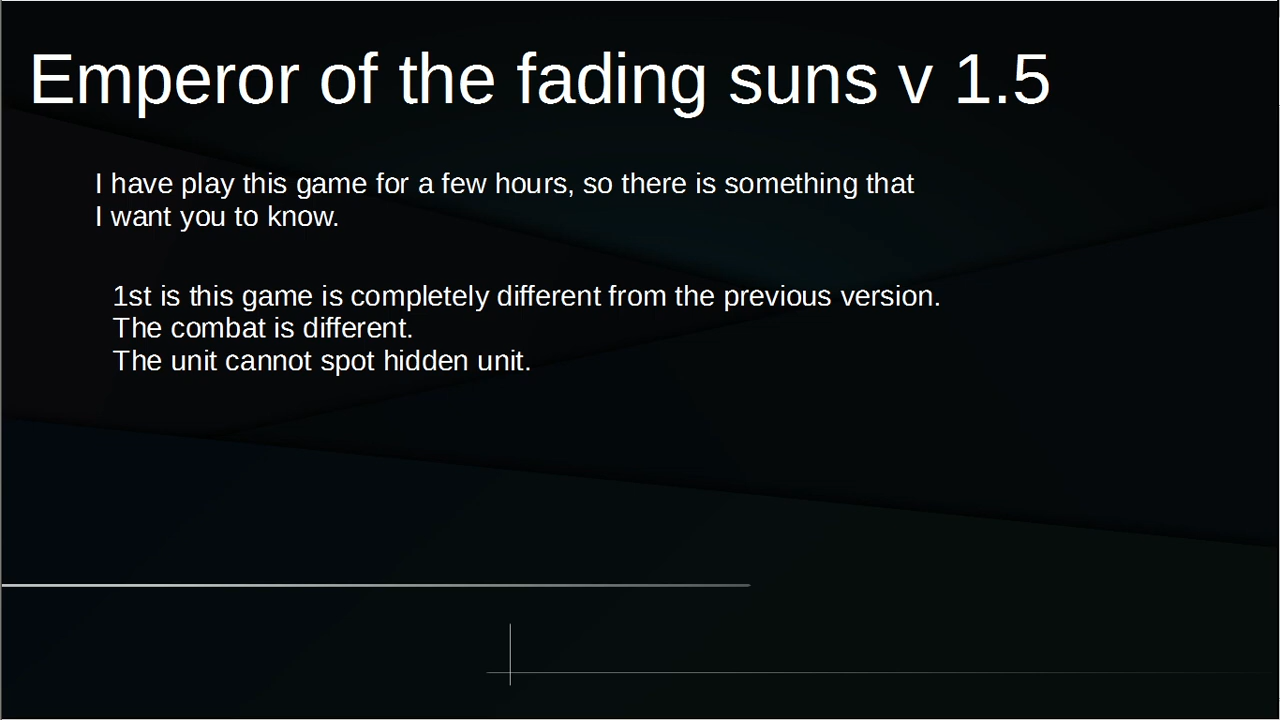 Emperor of the fading suns v 1.5
I have play this game for a few hours, so there is something that
I want you to know.
1st is this game is completely different from the previous version.
The combat is different.
The unit cannot spot hidden unit.